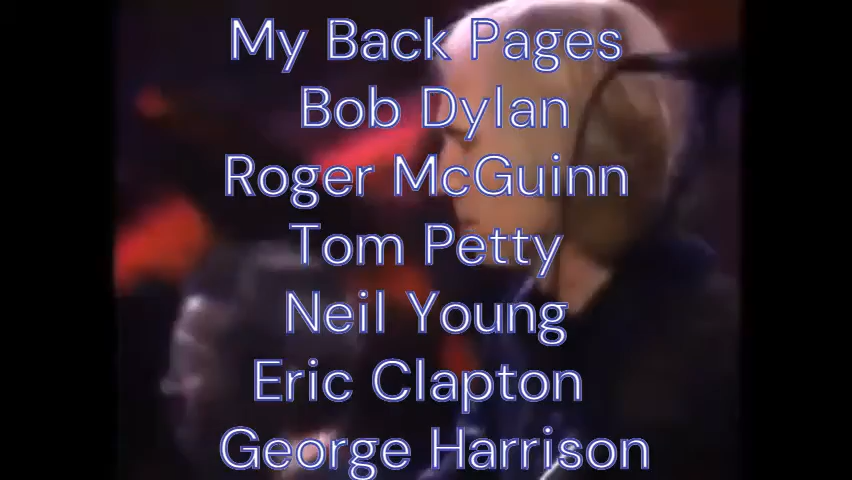 My Back Pages
Bob Dylan
Roger McGuinn
Tom Petty
Neil Young
Eric Clapton
George Harrison